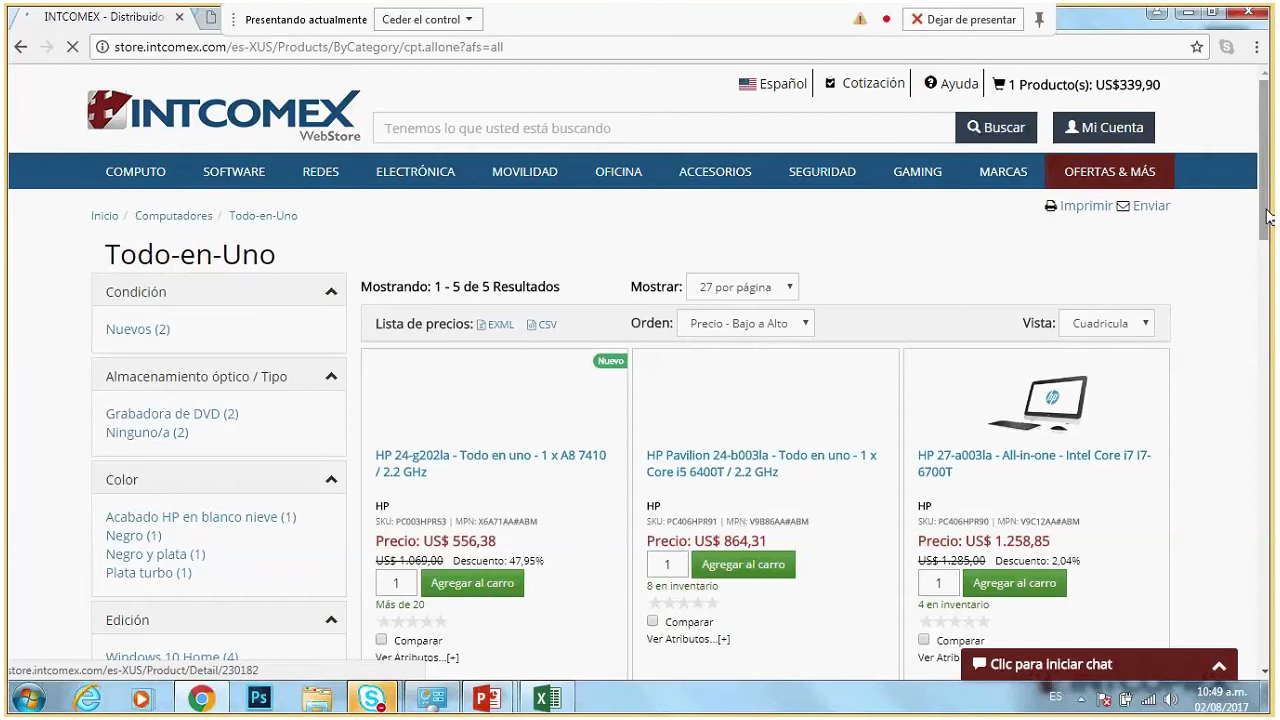 INTCOMEX - Distribuido
Presentando actualmente
Ceder el control
Dejar de presentar
store.intcomex.com/es-XUS/Products/ByCategory/cpt.allone?afs=all
Español
Cotización
Ayuda
1 Producto(s): US$339,90
INTCOMEX
WebStore
Tenemos lo que usted está buscando
Buscar
Mi Cuenta
COMPUTO SOFTWARE REDES ELECTRÓNICA MOVILIDAD OFICINA ACCESORIOS SEGURIDAD GAMING MARCAS OFERTAS & MÁS
Inicio / Computadores / Todo-en-Uno
Imprimir Enviar
Todo-en-Uno
Condición
Nuevos (2)
Almacenamiento óptico / Tipo
Grabadora de DVD (2)
Ninguno/a (2)
Color
Acabado HP en blanco nieve (1)
Negro (1)
Negro y plata (1)
Plata turbo (1)
Edición
Windows 10 Home (4)
Mostrando: 1 - 5 de 5 Resultados
Mostrar: 27 por página
Lista de precios: EXML CSV
Orden: Precio - Bajo a Alto
Vista: Cuadricula
Nuevo
HP 24-g202la - Todo en uno - 1 x A8 7410
/ 2.2 GHz
HP
SKU: PC003HPR53 | MPN: X6A71AA#ABM
Precio: US$ 556,38
US$ 1.069,00 Descuento: 47,95%
1 Agregar al carro
Más de 20
Comparar
Ver Atributos...[+]
HP Pavilion 24-b003la - Todo en uno - 1 x
Core i5 6400T / 2.2 GHz
HP
SKU: PC406HPR91 | MPN: V9B86AA#ABM
Precio: US$ 864,31
1 Agregar al carro
8 en inventario
Comparar
Ver Atributos...[+]
HP 27-a003la - All-in-one - Intel Core i7 I7-
6700T
HP
SKU: PC406HPR90 | MPN: V9C12AA#ABM
Precio: US$ 1.258,85
US$ 1.285,00 Descuento: 2,04%
1 Agregar al carro
4 en inventario
Comparar
Ver Atrib
Clic para iniciar chat
store.intcomex.com/es-XUS/Product/Detail/230182
ES
10:49 a.m.
02/08/2017